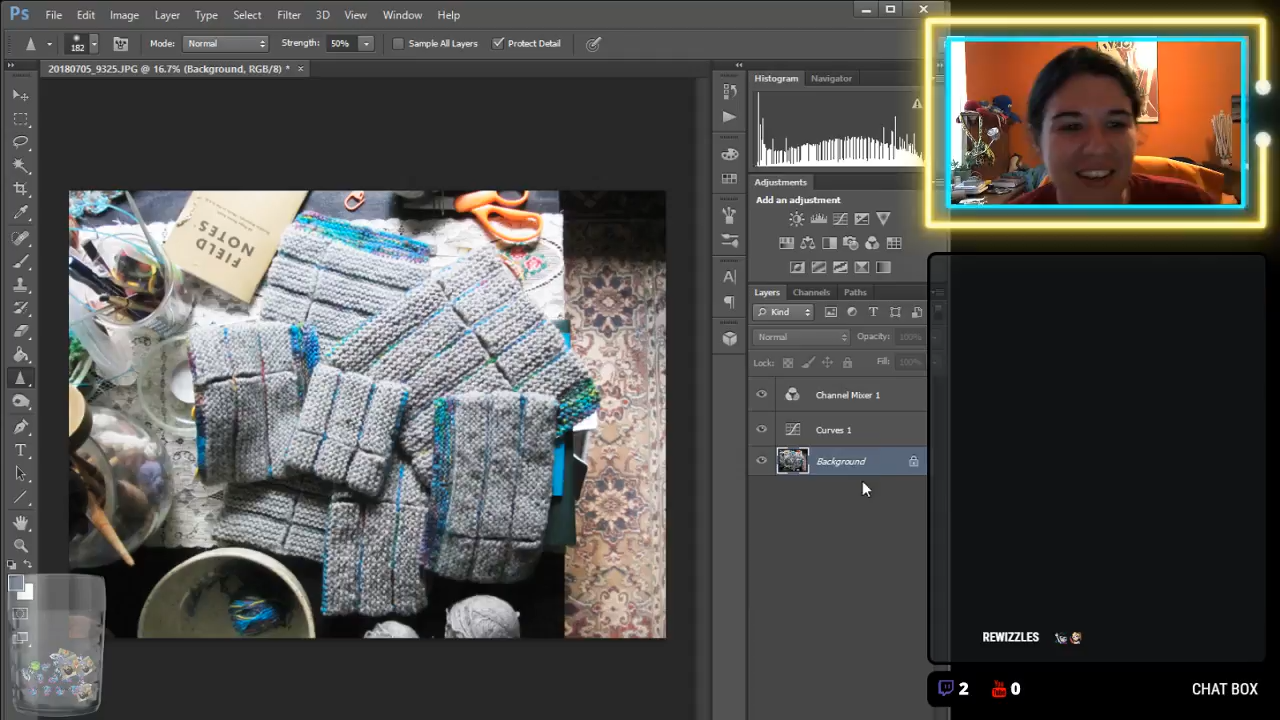 Ps File Edit Image Layer Type Select Filter 3D View Window Help
182 Mode: Normal Strength: 50% Sample All Layers Protect Detail
20180705_9325.JPG @ 16.7% (Background, RGB/8) *
Histogram Navigator
Adjustments
Add an adjustment
Layers Channels Paths
Kind
Normal Opacity: 100%
Lock: Fill: 100%
Channel Mixer 1
Curves 1
Background
FIELD
NOTES
REWIZZLES
2 0 CHAT BOX